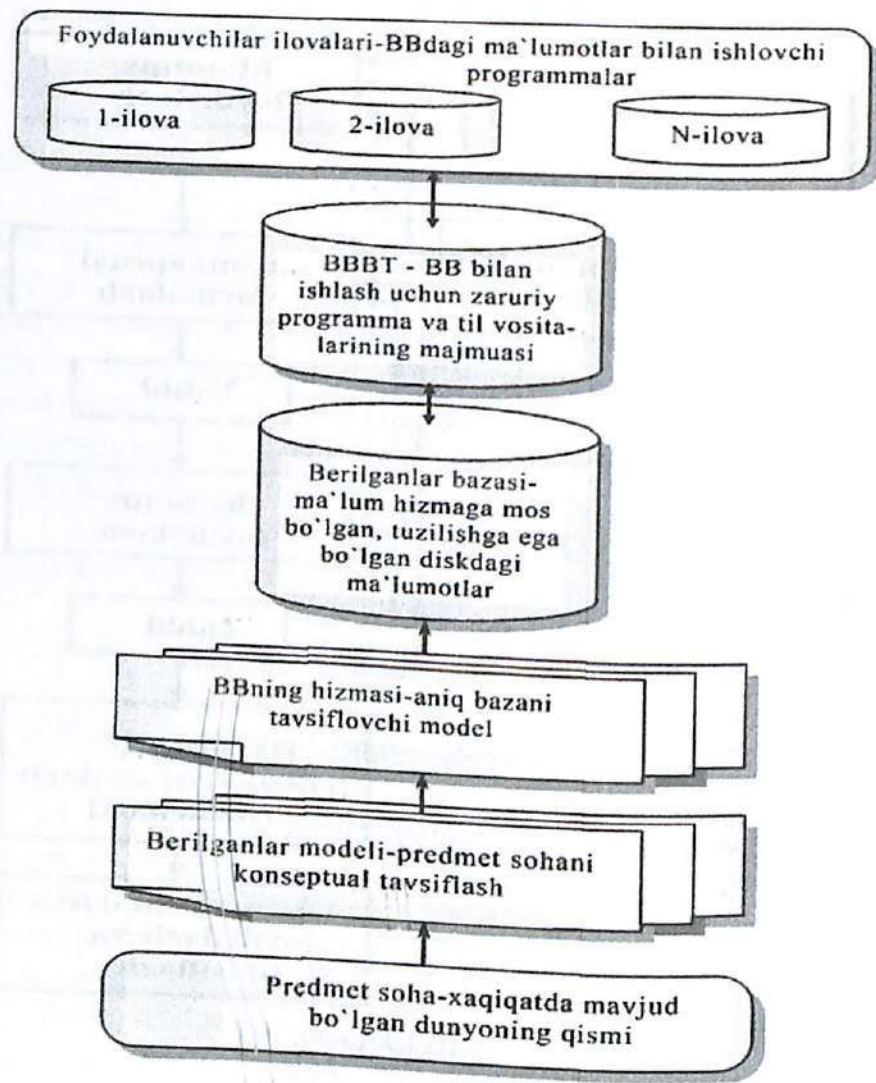 Foydalanuvchilar ilovalari-BBdagi ma`lumotlar bilan ishlovchi
programmalar
1-ilova
2-ilova
N-ilova
BBBT - BB bilan
ishlash uchun zaruriy
programma va til vosita-
larining majmuasi
Berilganlar bazasi-
ma`lum hizmaga mos
bo`lgan, tuzilishga ega
bo`lgan diskdagi
ma`lumotlar
BBning hizmasi-aniq bazani
tavsiflovchi model
Berilganlar modeli-predmet sohani
konseptual tavsiflash
Predmet soha-xaqiqatda mavjud
bo`lgan dunyoning qismi